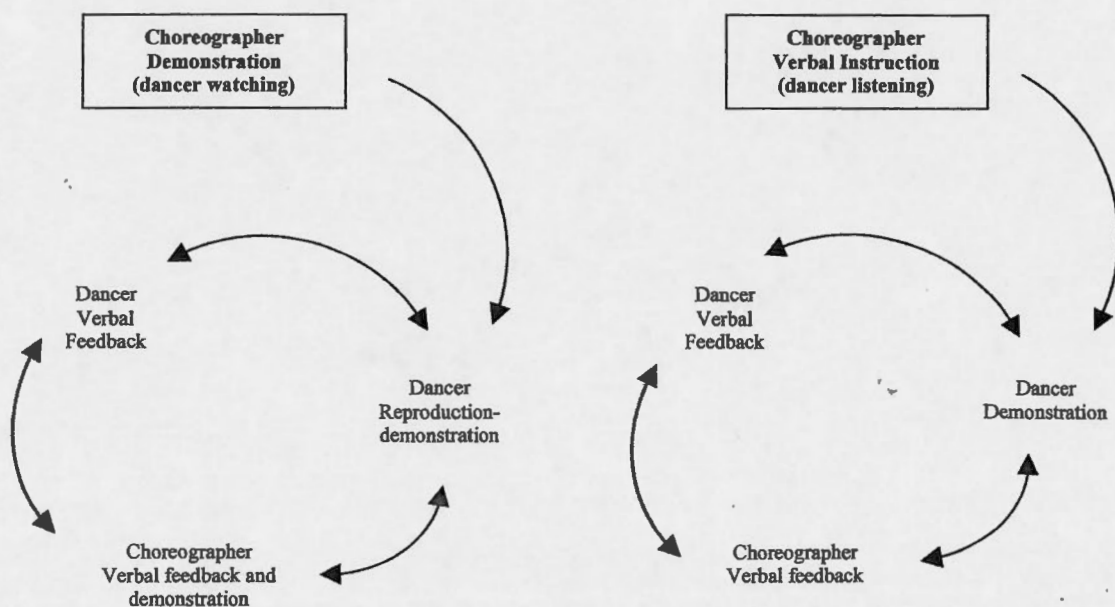 Choreographer
Demonstration
(dancer watching)
Choreographer
Verbal Instruction
(dancer listening)
Dancer
Verbal
Feedback
Dancer
Reproduction-
demonstration
Choreographer
Verbal feedback and
demonstration
Dancer
Verbal
Feedback
Dancer
Demonstration
Choreographer
Verbal feedback